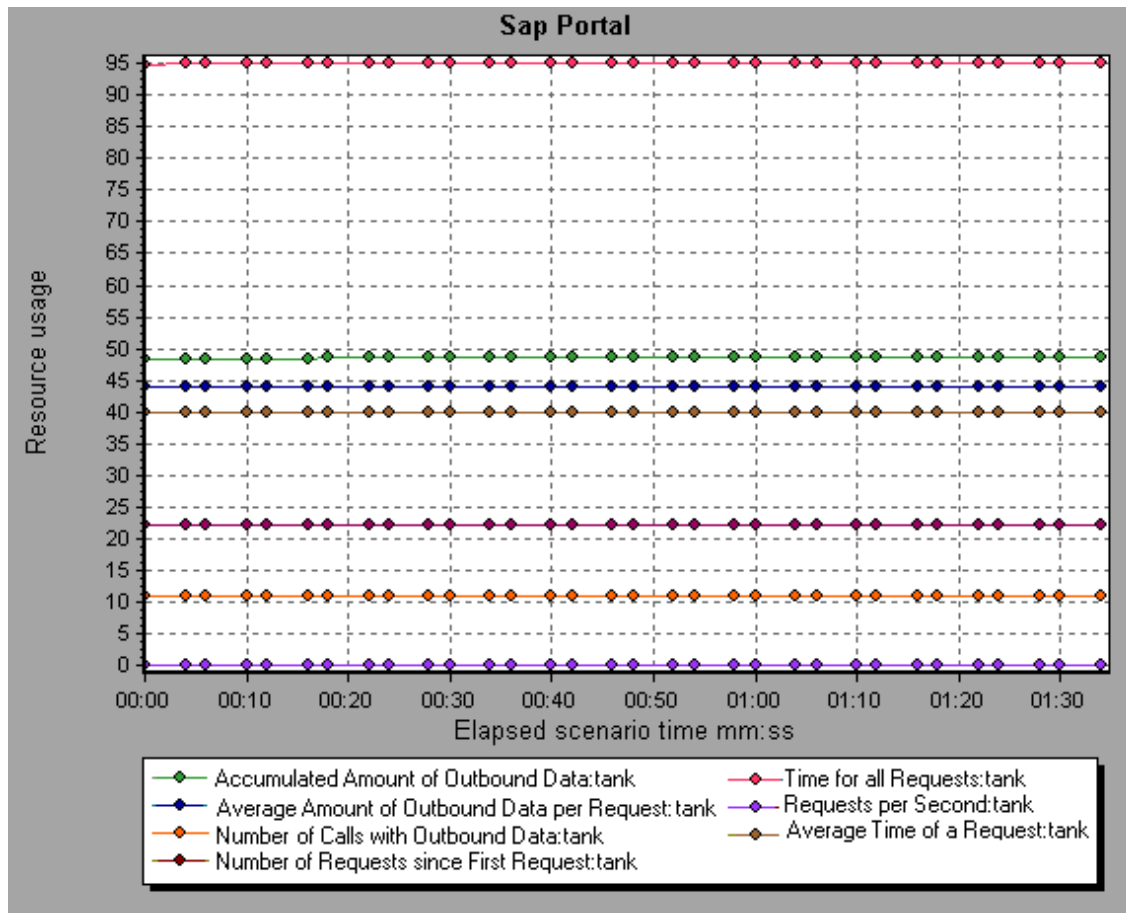 Sap Portal
95
90
85
80
75
70
65
60
55
50
45
40
35
30
25
20
15
10
5
0
Resource usage
00:00 00:10 00:20 00:30 00:40 00:50 01:00 01:10 01:20 01:30
Elapsed scenario time mm:ss
Accumulated Amount of Outbound Data:tank
Average Amount of Outbound Data per Request:tank
Number of Calls with Outbound Data:tank
Number of Requests since First Request:tank
Time for all Requests:tank
Requests per Second:tank
Average Time of a Request:tank